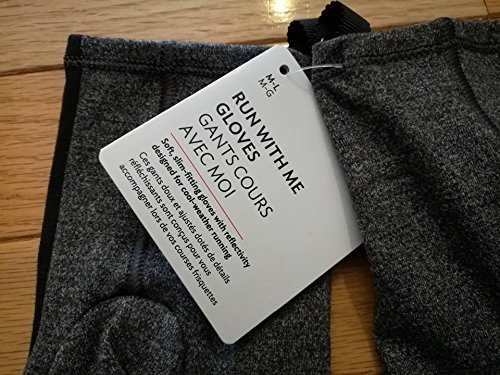 M-L
M-G
RUN WITH ME
GLOVES
GANTS COURS
AVEC MOI
Soft, slim-fitting gloves with reflectivity
designed for cool-weather running
Ces gants doux et ajustés dotés de détails
réfléchissants sont conçus pour vous
accompagner lors de vos courses frisquettes